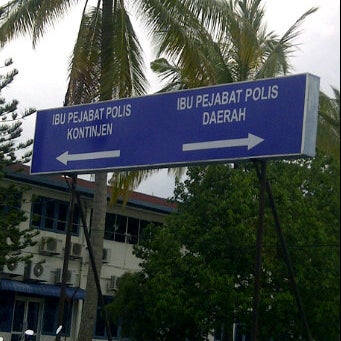 IBU PEJABAT POLIS
KONTINJEN
IBU PEJABAT POLIS
DAERAH